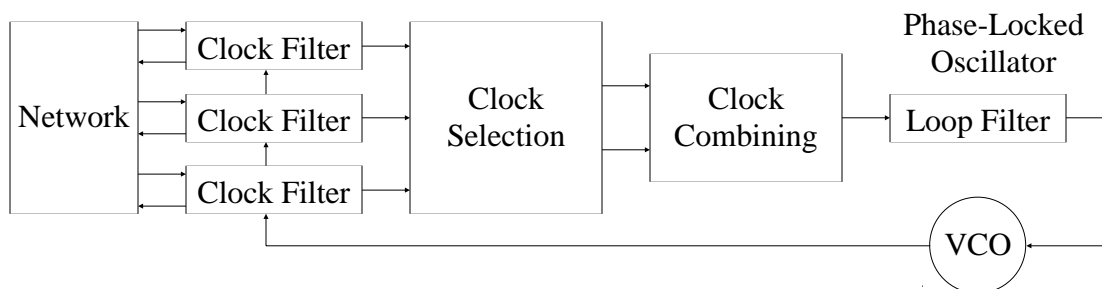 Network
Clock Filter
Clock Filter
Clock Filter
Clock
Selection
Clock
Combining
Phase-Locked
Oscillator
Loop Filter
VCO